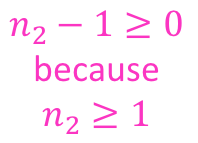 n₂ − 1 ≥ 0
because
n₂ ≥ 1